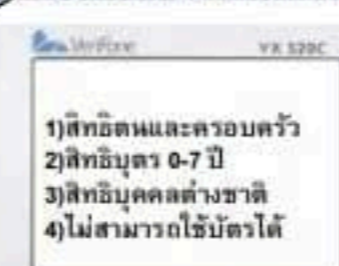 VeriFone VX 520C
1)สิทธิตนและครอบครัว
2)สิทธิบุตร 0-7 ปี
3)สิทธิบุคคลต่างชาติ
4)ไม่สามารถใช้บัตรได้